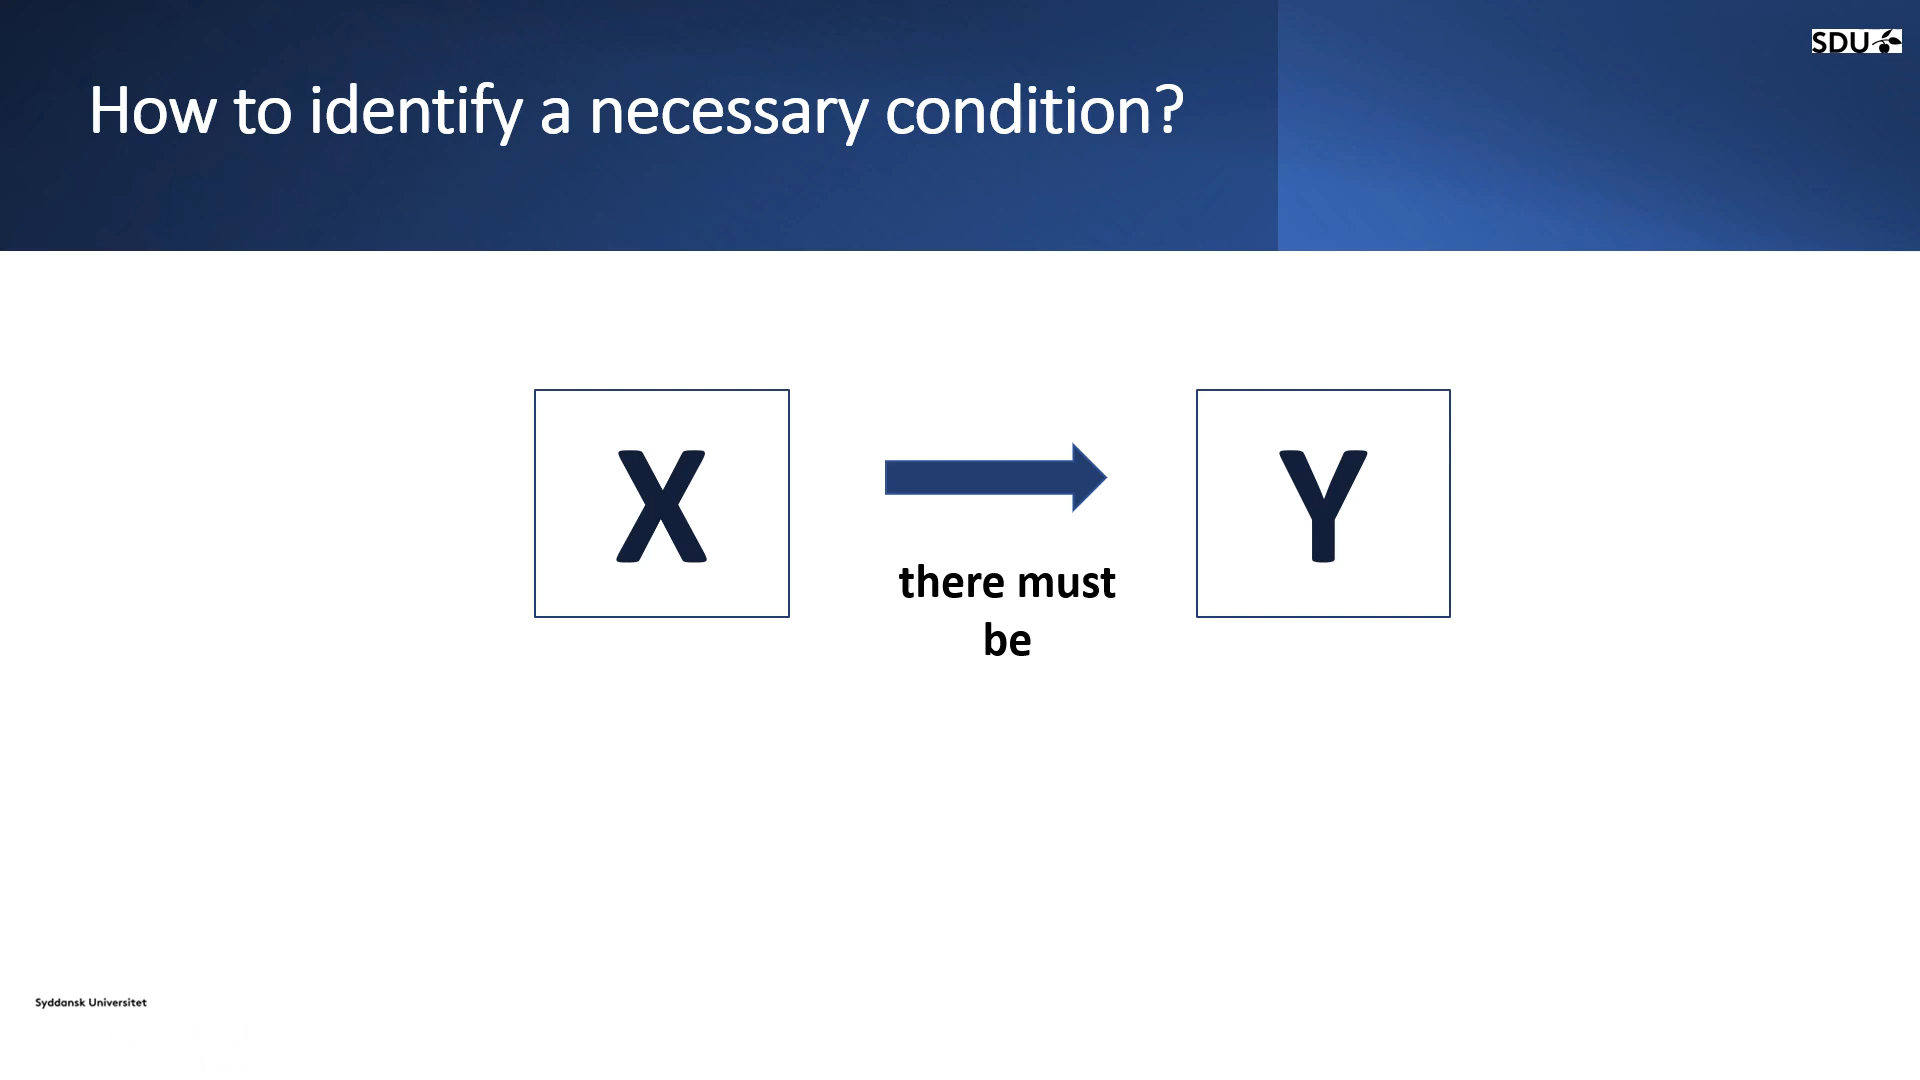 SDU
How to identify a necessary condition?
X
Y
there must
be
Syddansk Universitet